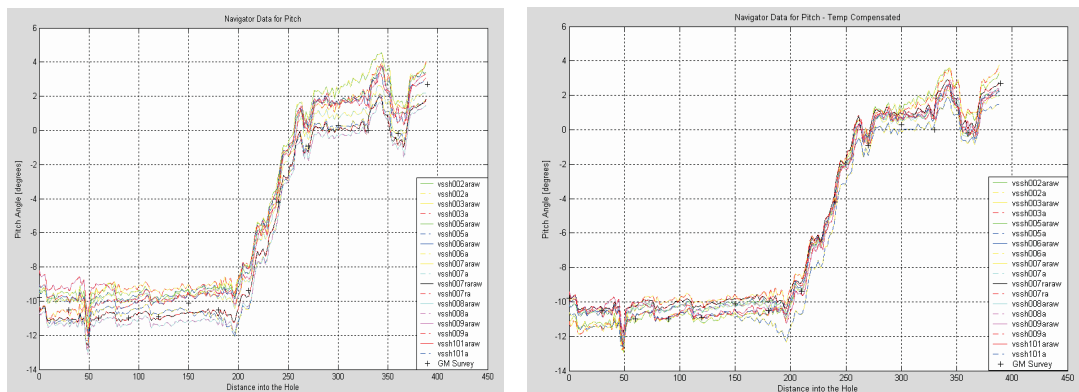 Navigator Data for Pitch
6
4
2
0
-2
-4
-6
-8
-10
-12
-14
Pitch Angle [degrees]
0 50 100 150 200 250 300 350 400 450
Distance into the Hole
vssh002araw
vssh002a
vssh003araw
vssh003a
vssh005araw
vssh005a
vssh006araw
vssh006a
vssh007araw
vssh007a
vssh007raraw
vssh007ra
vssh008araw
vssh008a
vssh009araw
vssh009a
vssh101araw
vssh101a
GM Survey
Navigator Data for Pitch - Temp Compensated
6
4
2
0
-2
-4
-6
-8
-10
-12
-14
Pitch Angle [degrees]
0 50 100 150 200 250 300 350 400 450
Distance into the Hole
vssh002araw
vssh002a
vssh003araw
vssh003a
vssh005araw
vssh005a
vssh006araw
vssh006a
vssh007araw
vssh007a
vssh007raraw
vssh007ra
vssh008araw
vssh008a
vssh009araw
vssh009a
vssh101araw
vssh101a
GM Survey